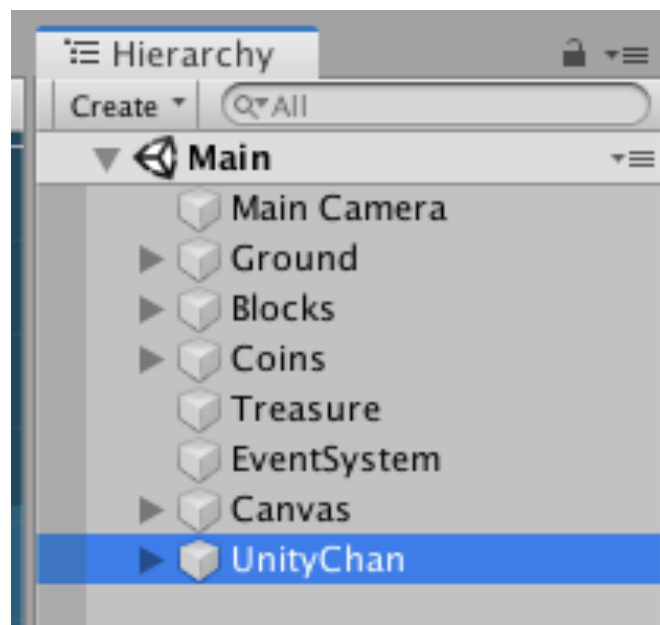 Hierarchy
Create All
Main
Main Camera
Ground
Blocks
Coins
Treasure
EventSystem
Canvas
UnityChan